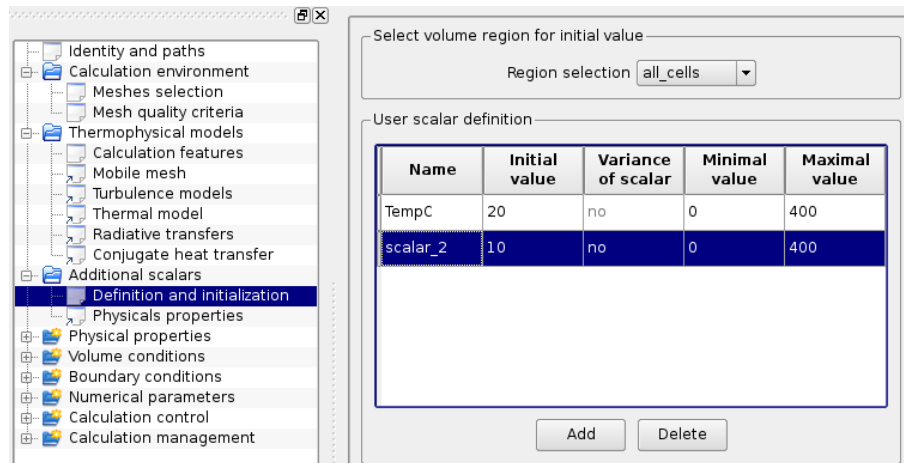 Identity and paths
Calculation environment
Meshes selection
Mesh quality criteria
Thermophysical models
Calculation features
Mobile mesh
Turbulence models
Thermal model
Radiative transfers
Conjugate heat transfer
Additional scalars
Definition and initialization
Physicals properties
Physical properties
Volume conditions
Boundary conditions
Numerical parameters
Calculation control
Calculation management
Select volume region for initial value
Region selection all_cells
User scalar definition
Name Initial value Variance of scalar Minimal value Maximal value
TempC 20 no 0 400
scalar_2 10 no 0 400
Add Delete